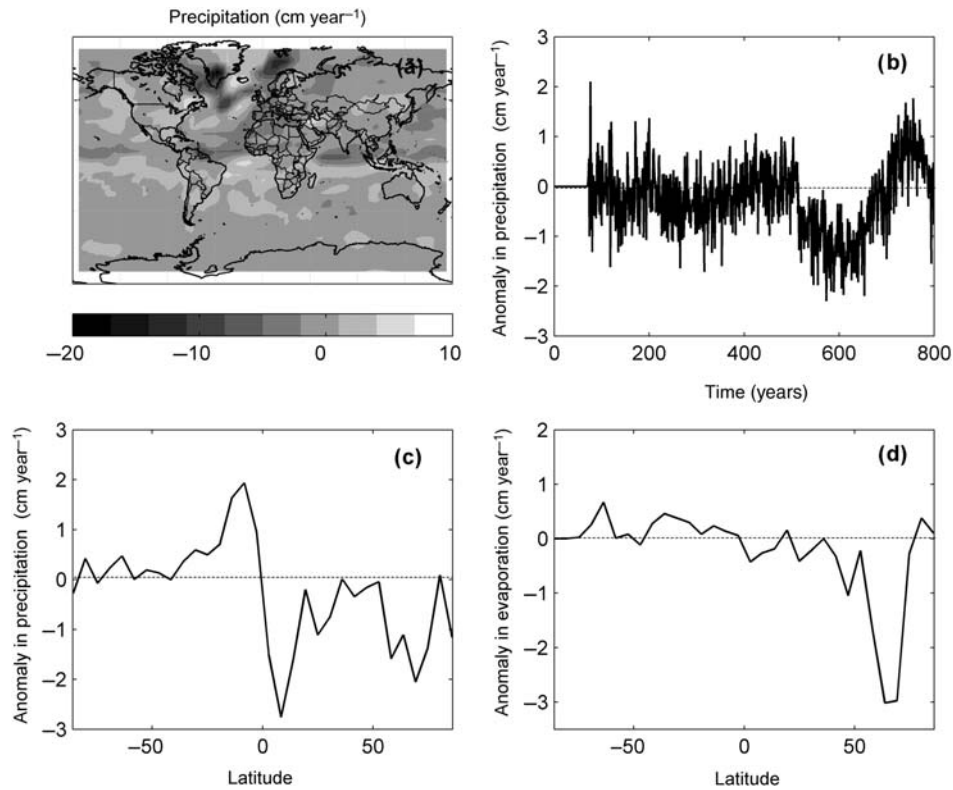 Precipitation (cm year⁻¹)
(a)
−20 −10 0 10
Anomaly in precipitation (cm year⁻¹)
3
2
1
0
−1
−2
−3
(b)
0 200 400 600 800
Time (years)
Anomaly in precipitation (cm year⁻¹)
3
2
1
0
−1
−2
−3
(c)
−50 0 50
Latitude
Anomaly in evaporation (cm year⁻¹)
2
1
0
−1
−2
−3
(d)
−50 0 50
Latitude